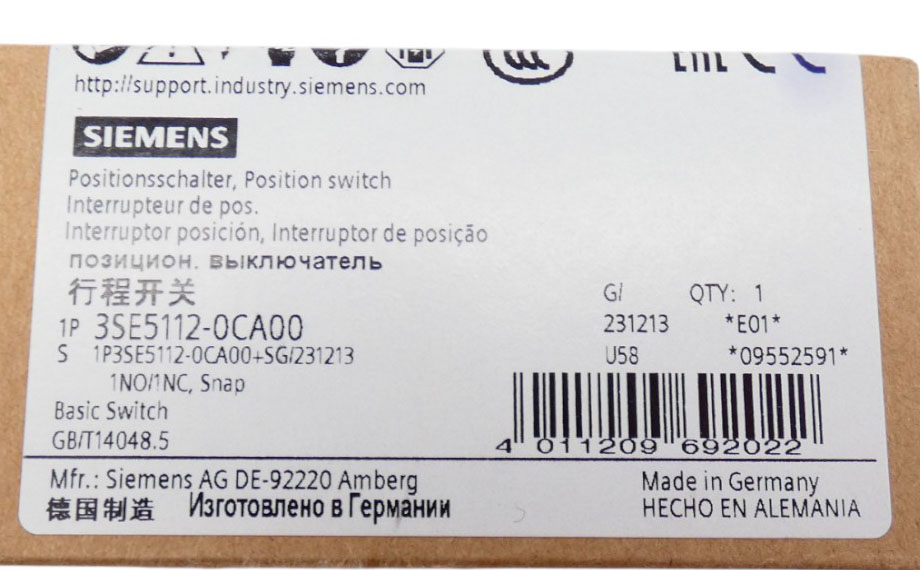 http://support.industry.siemens.com
SIEMENS
Positionsschalter, Position switch
Interrupteur de pos.
Interruptor posición, Interruptor de posição
позицион. выключатель
行程开关
G/ QTY: 1
1P 3SE5112-0CA00
231213 *E01*
S 1P3SE5112-0CA00+SG/231213
U58 *09552591*
1NO/1NC, Snap
Basic Switch
GB/T14048.5
4 011209 692022
Mfr.: Siemens AG DE-92220 Amberg
Made in Germany
德国制造 Изготовлено в Германии
HECHO EN ALEMANIA